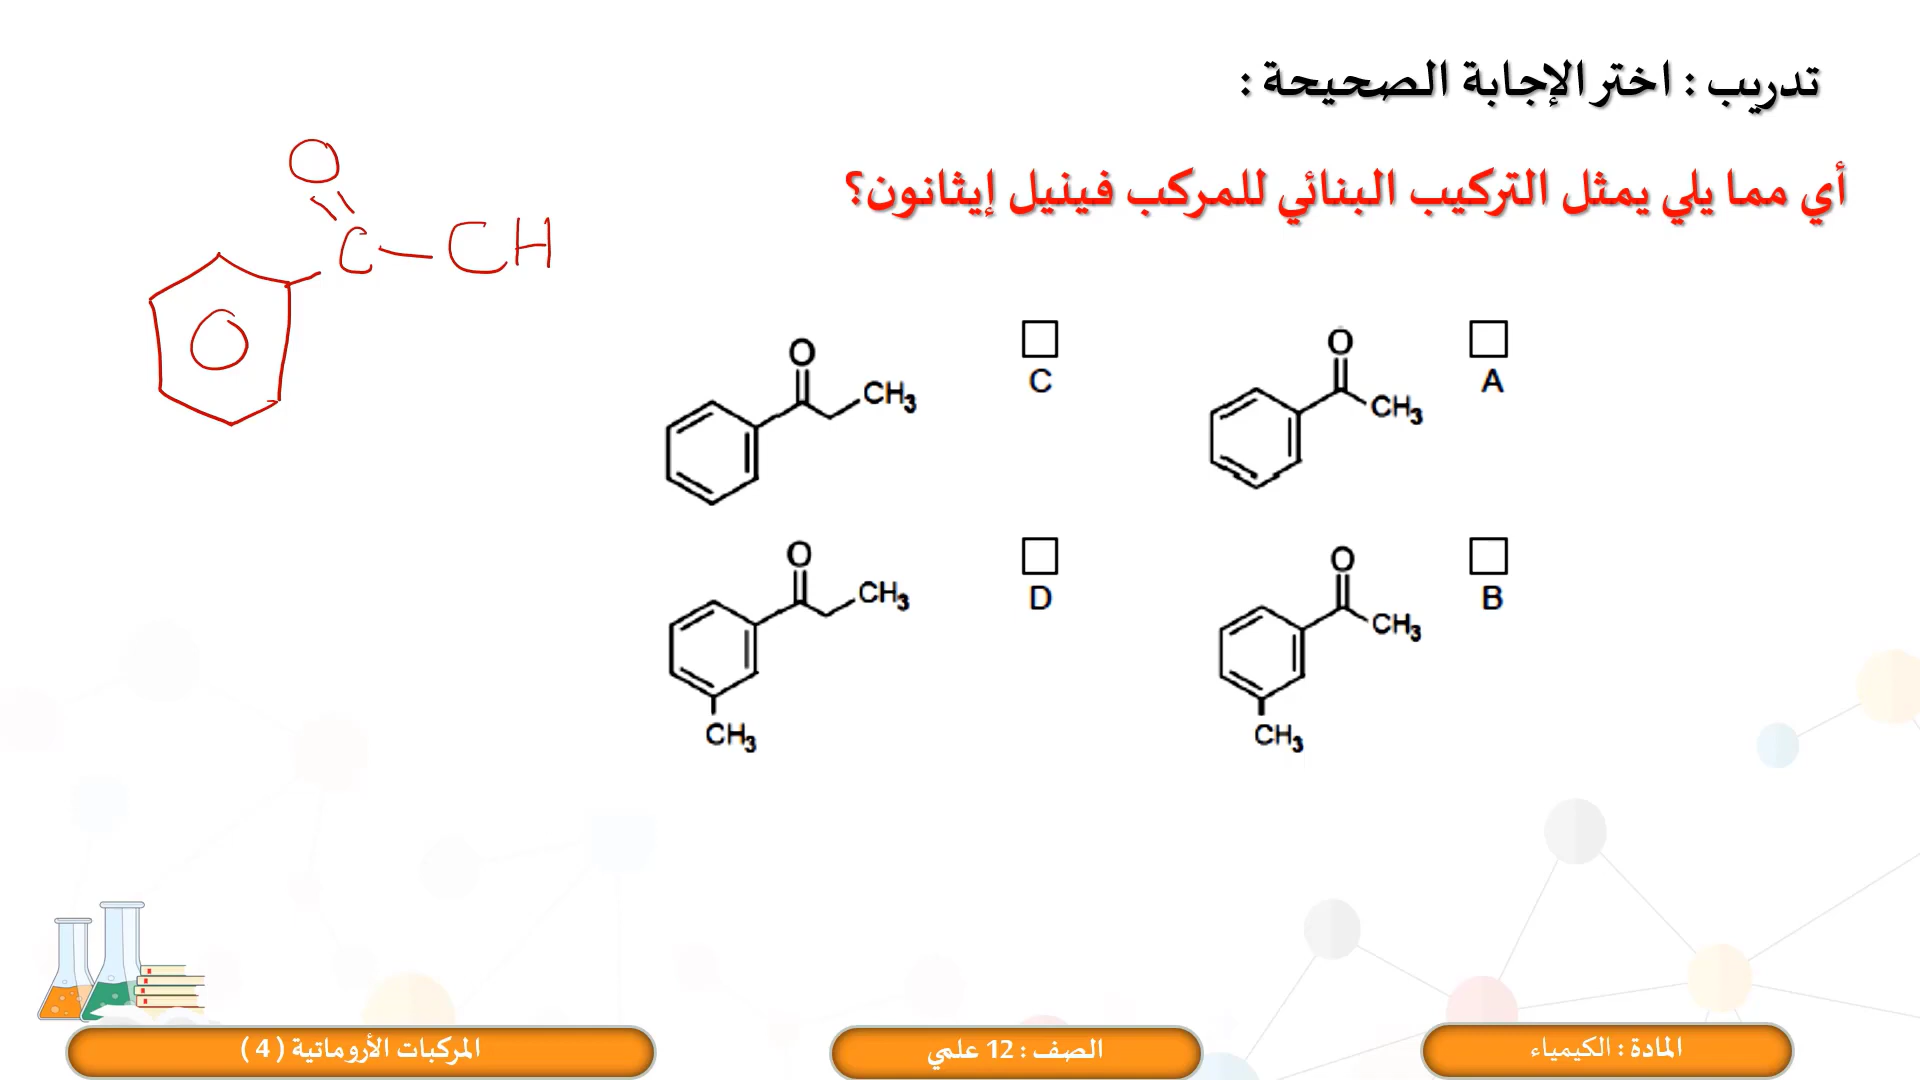 تدريب : اختر الإجابة الصحيحة :
أي مما يلي يمثل التركيب البنائي للمركب فينيل إيثانون؟
O
C — CH
O
CH3
A
O
CH3
C
O
CH3
CH3
B
O
CH3
CH3
D
المادة : الكيمياء
الصف : 12 علمي
المركبات الأروماتية ( 4 )